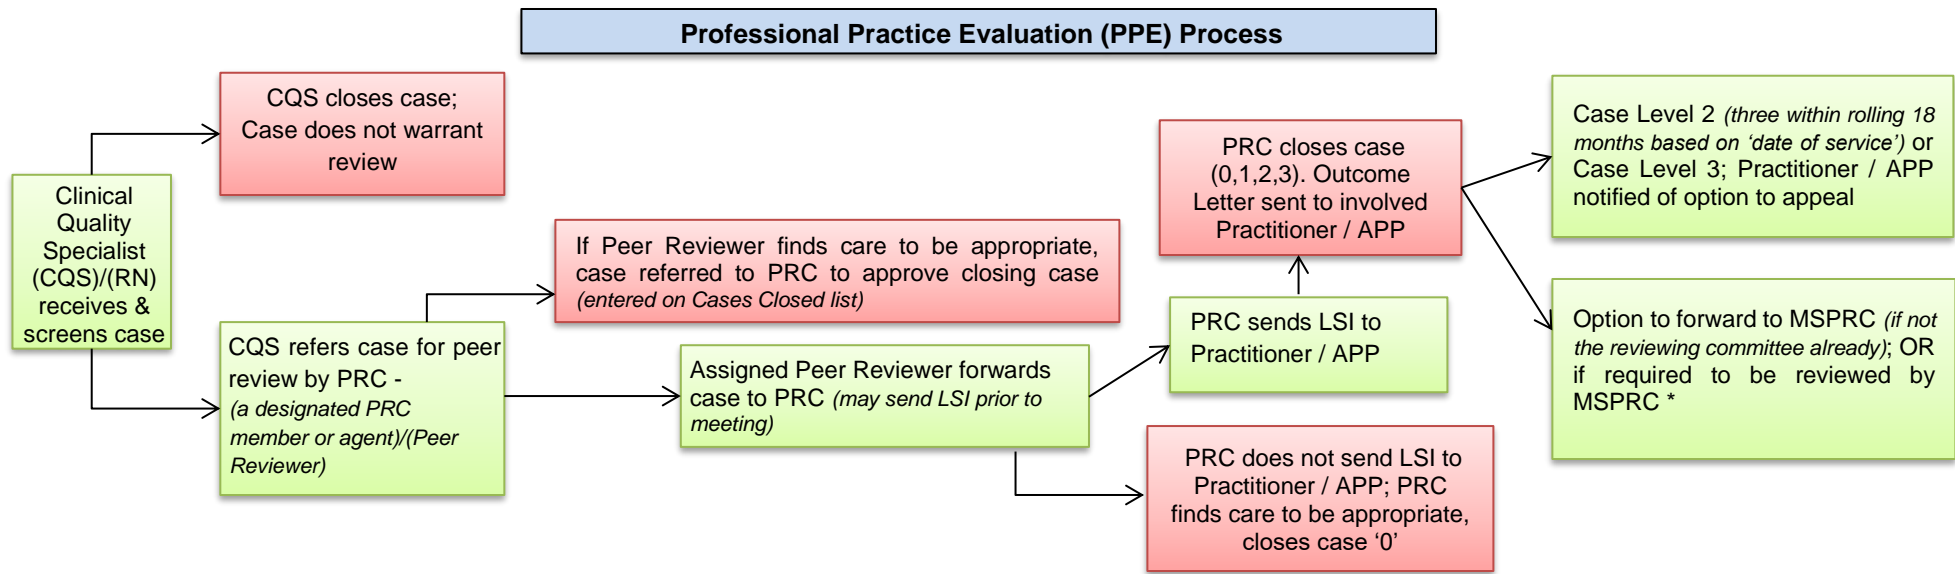 Professional Practice Evaluation (PPE) Process
CQS closes case;
Case does not warrant
review
Clinical
Quality
Specialist
(CQS)/(RN)
receives &
screens case
If Peer Reviewer finds care to be appropriate,
case referred to PRC to approve closing case
(entered on Cases Closed list)
CQS refers case for peer
review by PRC -
(a designated PRC
member or agent)/(Peer
Reviewer)
Assigned Peer Reviewer forwards
case to PRC (may send LSI prior to
meeting)
PRC closes case
(0,1,2,3). Outcome
Letter sent to involved
Practitioner / APP
PRC sends LSI to
Practitioner / APP
PRC does not send LSI to
Practitioner / APP; PRC
finds care to be appropriate,
closes case ‘0’
Case Level 2 (three within rolling 18
months based on ‘date of service’) or
Case Level 3; Practitioner / APP
notified of option to appeal
Option to forward to MSPRC (if not
the reviewing committee already); OR
if required to be reviewed by
MSPRC *